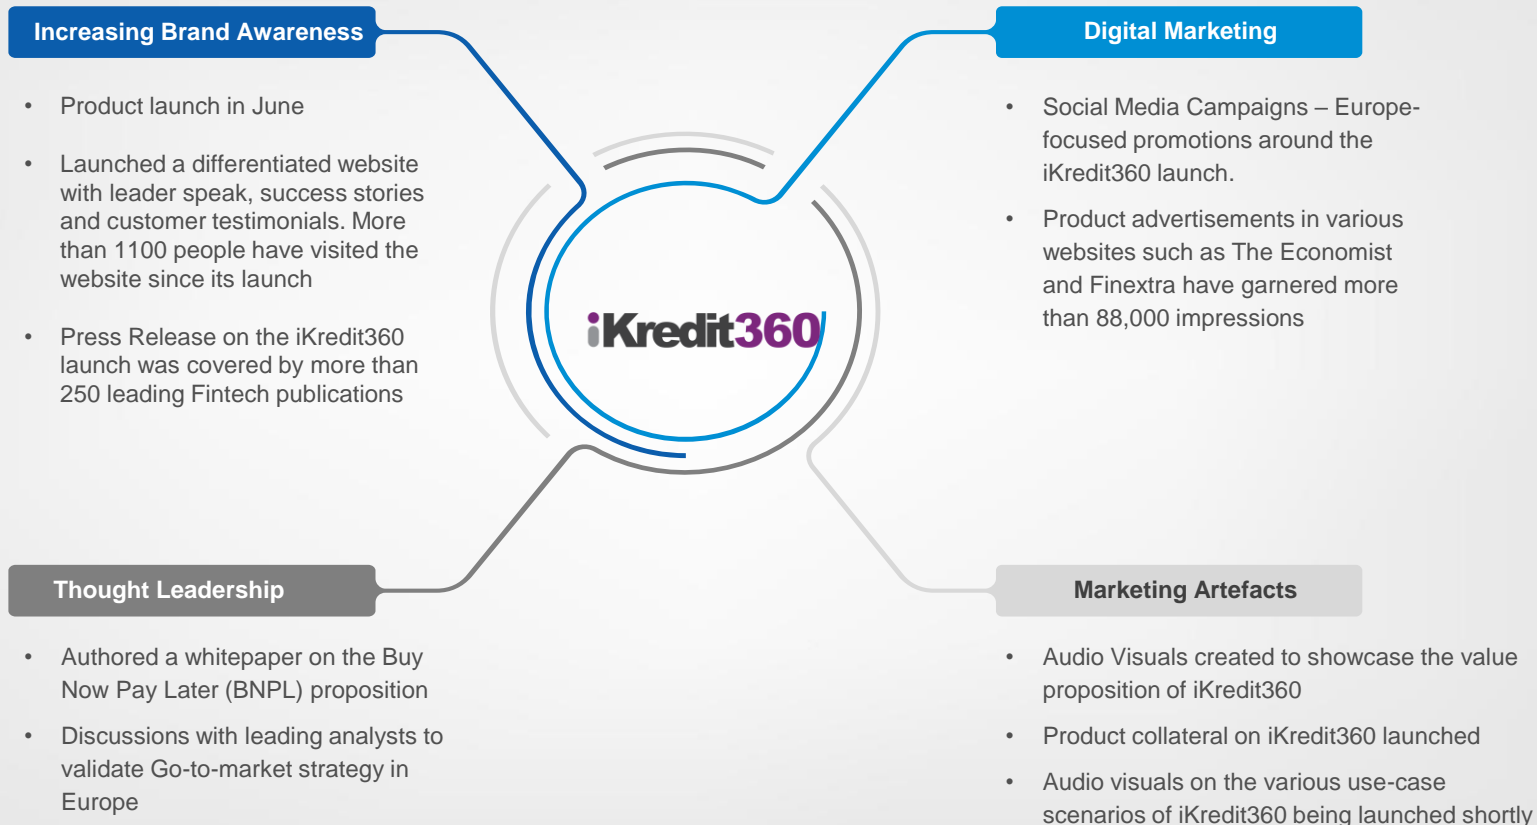 Increasing Brand Awareness
• Product launch in June
• Launched a differentiated website
with leader speak, success stories
and customer testimonials. More
than 1100 people have visited the
website since its launch
• Press Release on the iKredit360
launch was covered by more than
250 leading Fintech publications
Digital Marketing
• Social Media Campaigns – Europe-
focused promotions around the
iKredit360 launch.
• Product advertisements in various
websites such as The Economist
and Finextra have garnered more
than 88,000 impressions
iKredit360
Thought Leadership
• Authored a whitepaper on the Buy
Now Pay Later (BNPL) proposition
• Discussions with leading analysts to
validate Go-to-market strategy in
Europe
Marketing Artefacts
• Audio Visuals created to showcase the value
proposition of iKredit360
• Product collateral on iKredit360 launched
• Audio visuals on the various use-case
scenarios of iKredit360 being launched shortly